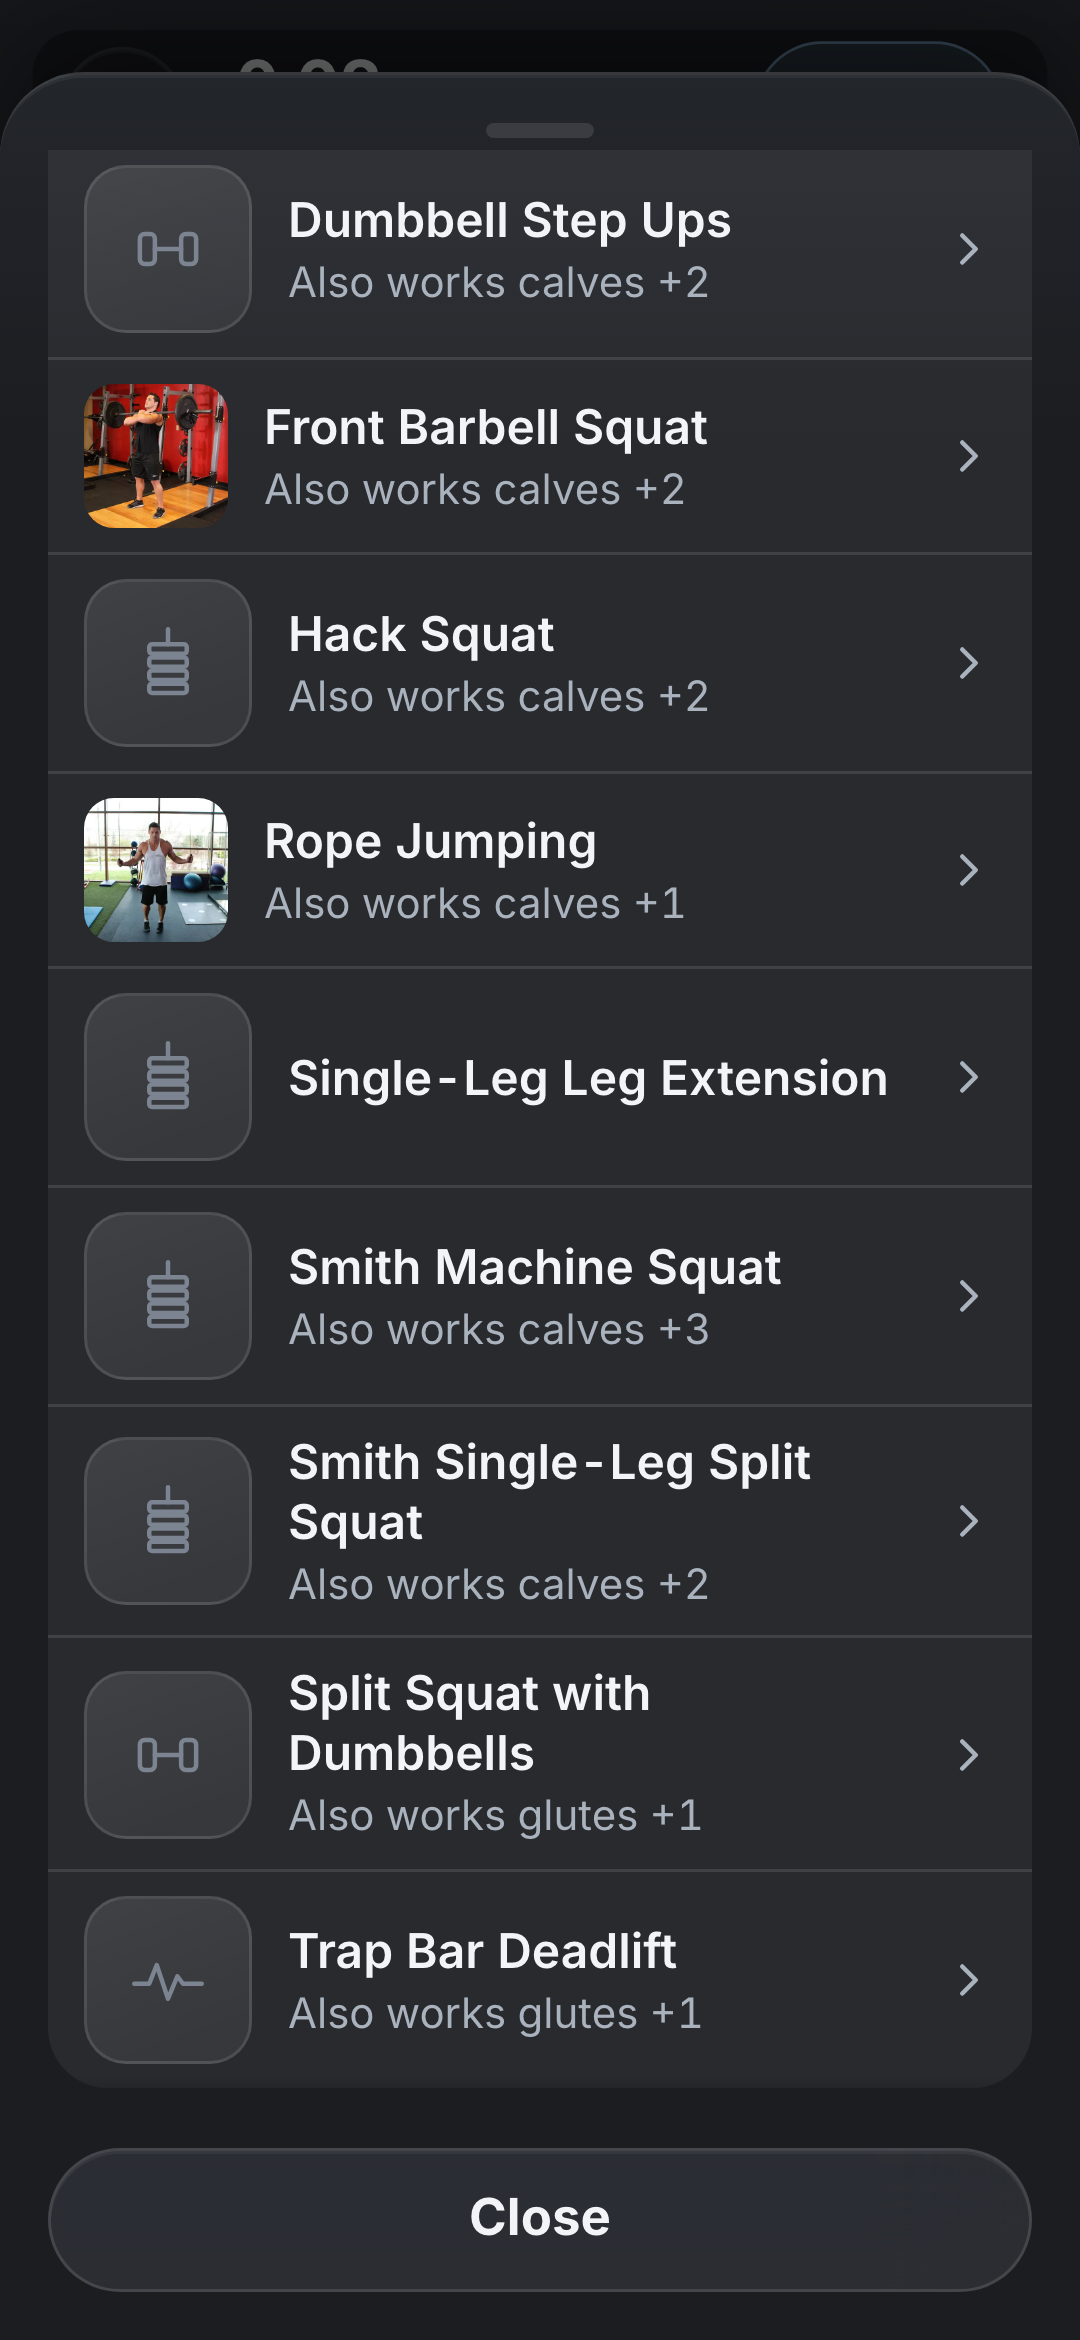 Dumbbell Step Ups
Also works calves +2
Front Barbell Squat
Also works calves +2
Hack Squat
Also works calves +2
Rope Jumping
Also works calves +1
Single-Leg Leg Extension
Smith Machine Squat
Also works calves +3
Smith Single-Leg Split
Squat
Also works calves +2
Split Squat with
Dumbbells
Also works glutes +1
Trap Bar Deadlift
Also works glutes +1
Close